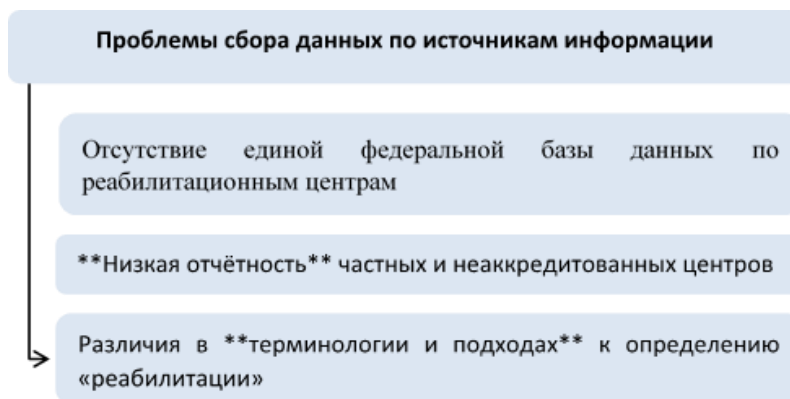 Проблемы сбора данных по источникам информации
Отсутствие единой федеральной базы данных по
реабилитационным центрам
**Низкая отчётность** частных и неаккредитованных центров
Различия в **терминологии и подходах** к определению
«реабилитации»